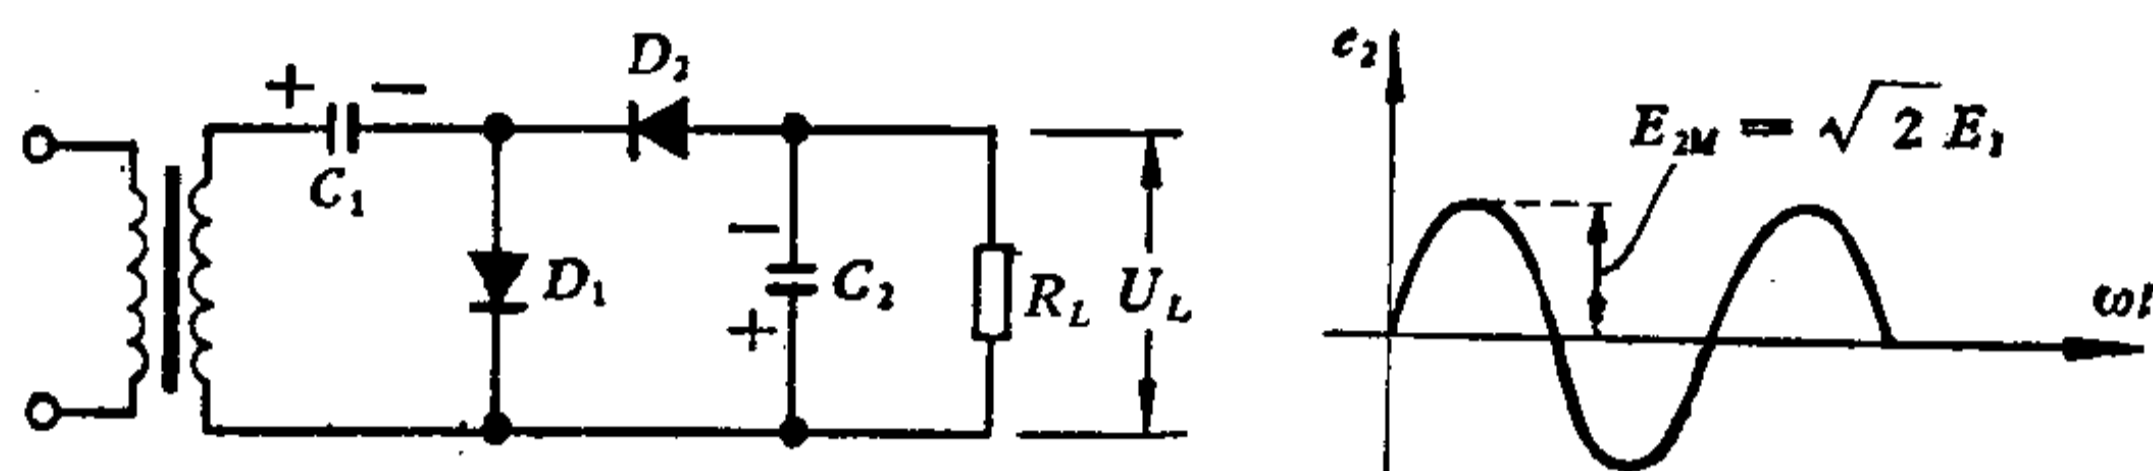 + −
C₁
D₂
D₁
−
+
C₂
R_L
U_L
e₂
E₂M = √2 E₂
ωt